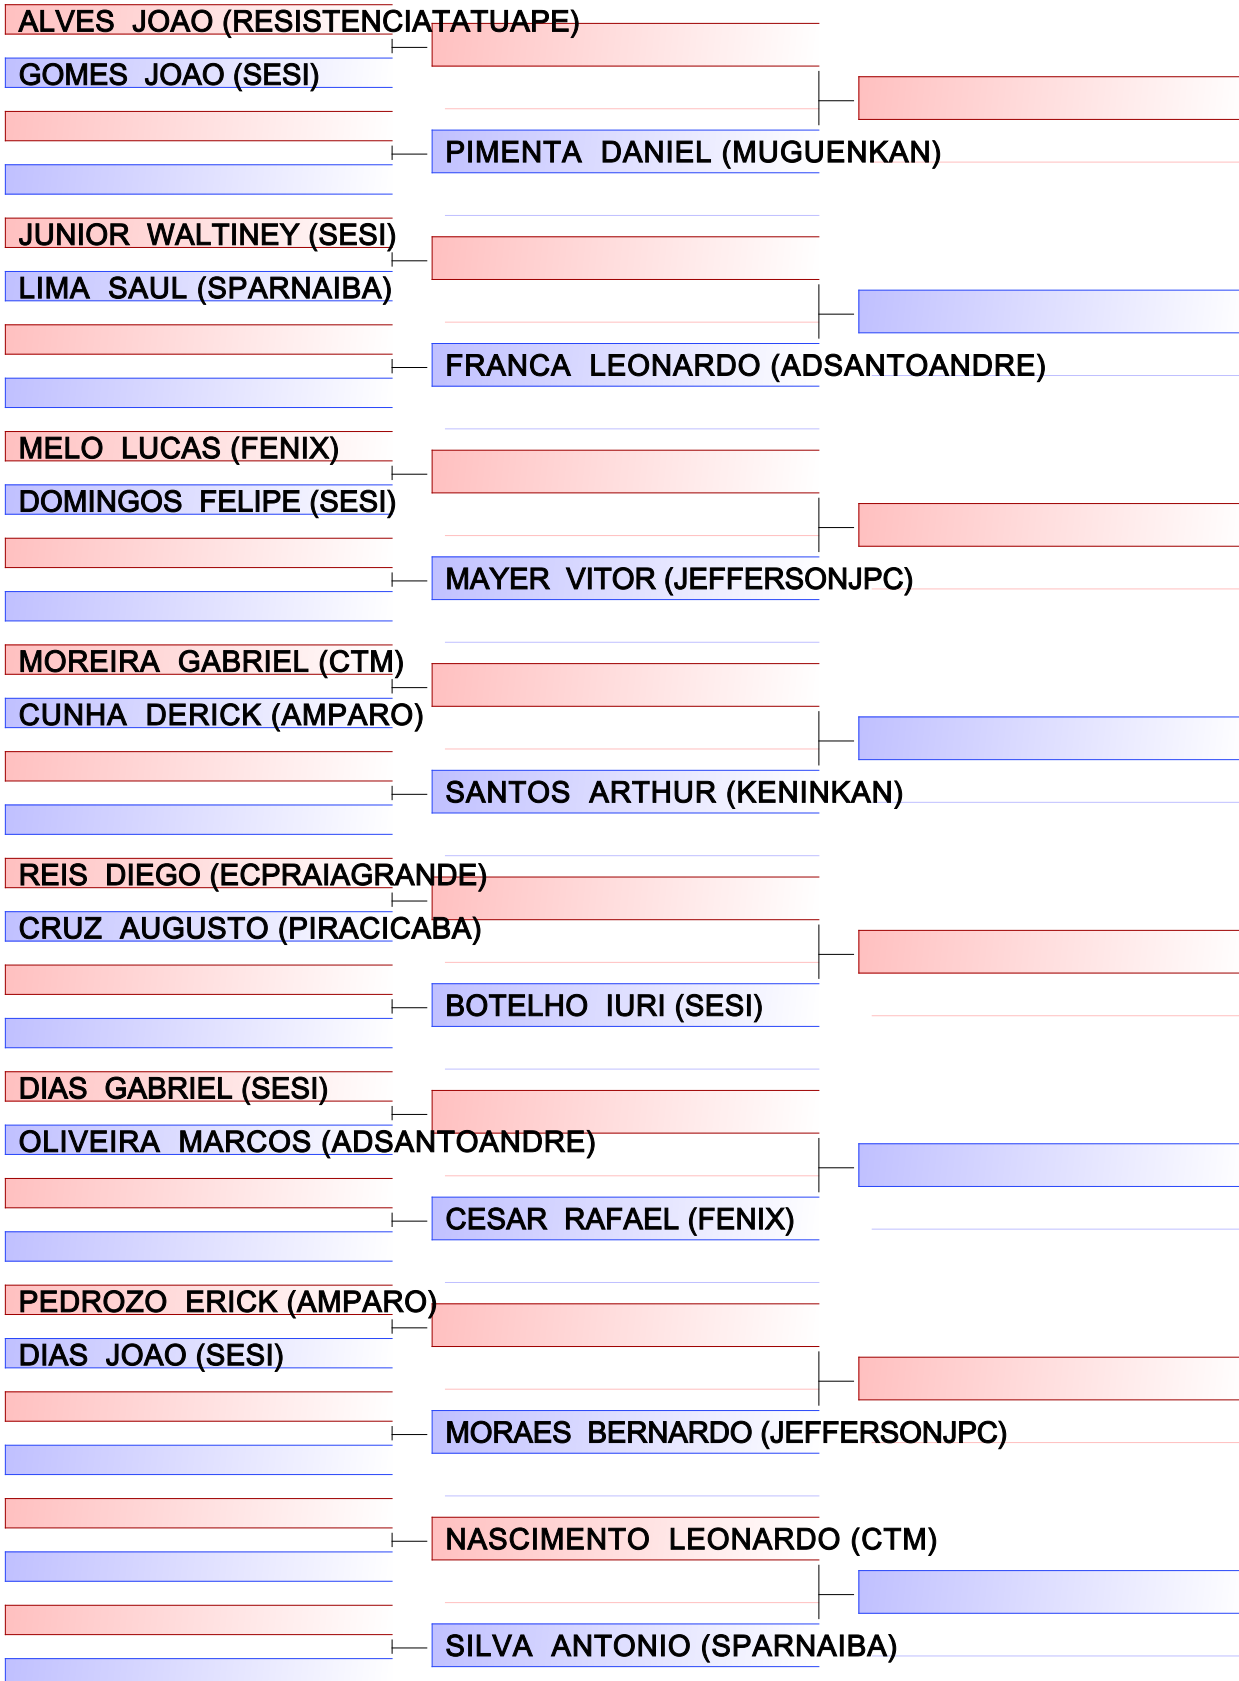 ALVES JOAO (RESISTENCIATATUAPE)
GOMES JOAO (SESI)
PIMENTA DANIEL (MUGUENKAN)
JUNIOR WALTINEY (SESI)
LIMA SAUL (SPARNAIBA)
FRANCA LEONARDO (ADSANTOANDRE)
MELO LUCAS (FENIX)
DOMINGOS FELIPE (SESI)
MAYER VITOR (JEFFERSONJPC)
MOREIRA GABRIEL (CTM)
CUNHA DERICK (AMPARO)
SANTOS ARTHUR (KENINKAN)
REIS DIEGO (ECPRAIAGRANDE)
CRUZ AUGUSTO (PIRACICABA)
BOTELHO IURI (SESI)
DIAS GABRIEL (SESI)
OLIVEIRA MARCOS (ADSANTOANDRE)
CESAR RAFAEL (FENIX)
PEDROZO ERICK (AMPARO)
DIAS JOAO (SESI)
MORAES BERNARDO (JEFFERSONJPC)
NASCIMENTO LEONARDO (CTM)
SILVA ANTONIO (SPARNAIBA)